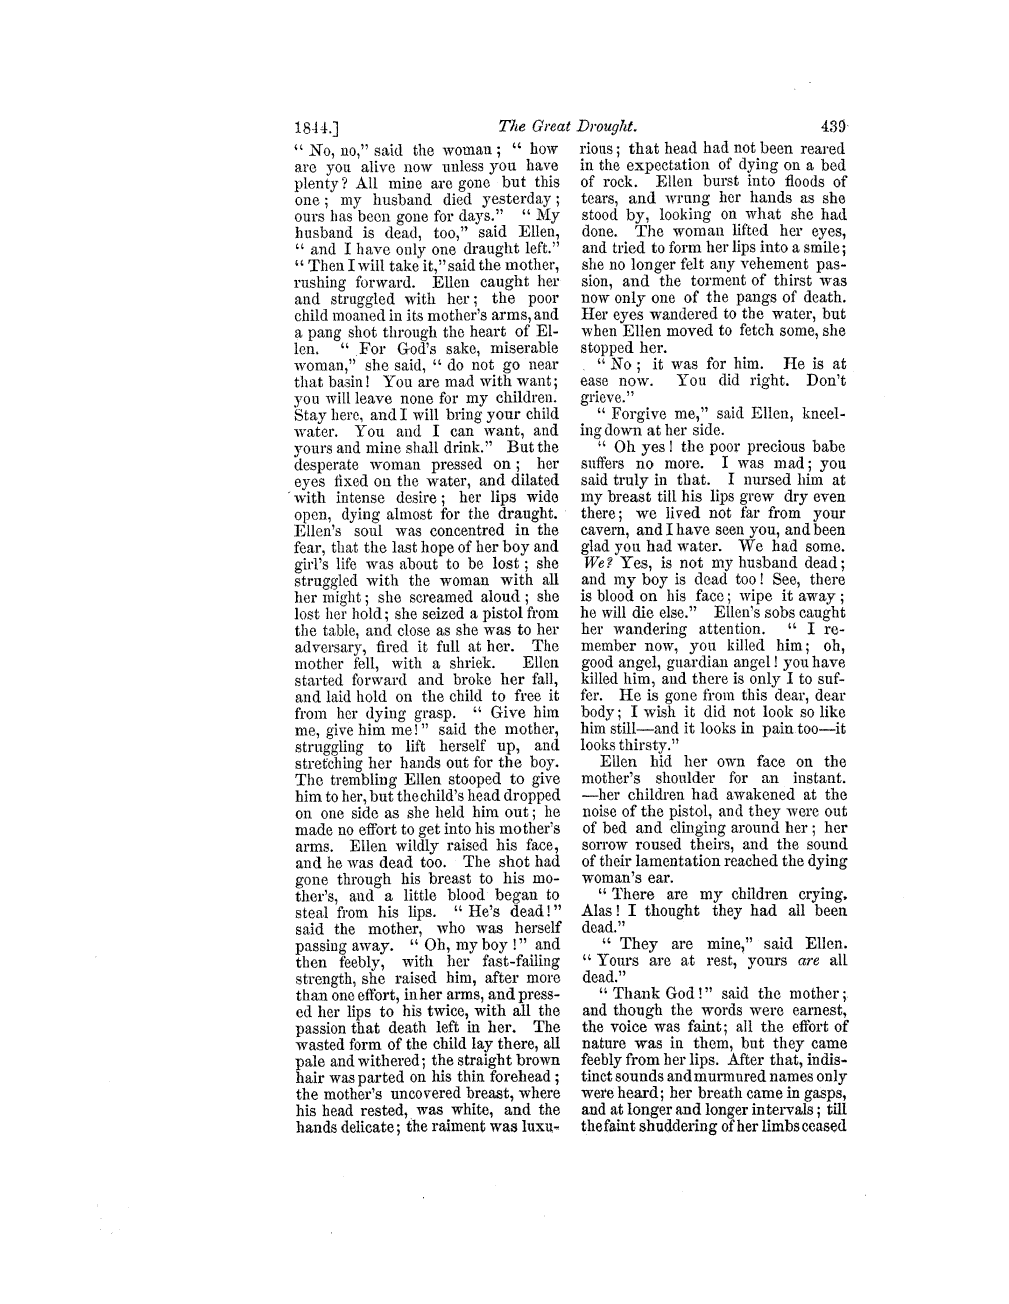 1844.] The Great Drought. 439
“ No, no,” said the woman ; “ how
are you alive now unless you have
plenty ? All mine are gone but this
one ; my husband died yesterday ;
ours has been gone for days.” “ My
husband is dead, too,” said Ellen,
“ and I have only one draught left.”
“ Then I will take it,” said the mother,
rushing forward. Ellen caught her
and struggled with her ; the poor
child moaned in its mother's arms, and
a pang shot through the heart of El-
len. “ For God's sake, miserable
woman,” she said, “ do not go near
that basin ! You are mad with want ;
you will leave none for my children.
Stay here, and I will bring your child
water. You and I can want, and
yours and mine shall drink.” But the
desperate woman pressed on ; her
eyes fixed on the water, and dilated
with intense desire ; her lips wide
open, dying almost for the draught.
Ellen's soul was concentred in the
fear, that the last hope of her boy and
girl's life was about to be lost ; she
struggled with the woman with all
her might ; she screamed aloud ; she
lost her hold ; she seized a pistol from
the table, and close as she was to her
adversary, fired it full at her. The
mother fell, with a shriek. Ellen
started forward and broke her fall,
and laid hold on the child to free it
from her dying grasp. “ Give him
me, give him me ! ” said the mother,
struggling to lift herself up, and
stretching her hands out for the boy.
The trembling Ellen stooped to give
him to her, but the child's head dropped
on one side as she held him out ; he
made no effort to get into his mother's
arms. Ellen wildly raised his face,
and he was dead too. The shot had
gone through his breast to his mo-
ther's, and a little blood began to
steal from his lips. “ He's dead ! ”
said the mother, who was herself
passing away. “ Oh, my boy ! ” and
then feebly, with her fast-failing
strength, she raised him, after more
than one effort, in her arms, and press-
ed her lips to his twice, with all the
passion that death left in her. The
wasted form of the child lay there, all
pale and withered ; the straight brown
hair was parted on his thin forehead ;
the mother's uncovered breast, where
his head rested, was white, and the
hands delicate ; the raiment was luxu-
rious ; that head had not been reared
in the expectation of dying on a bed
of rock. Ellen burst into floods of
tears, and wrung her hands as she
stood by, looking on what she had
done. The woman lifted her eyes,
and tried to form her lips into a smile ;
she no longer felt any vehement pas-
sion, and the torment of thirst was
now only one of the pangs of death.
Her eyes wandered to the water, but
when Ellen moved to fetch some, she
stopped her.
“ No ; it was for him. He is at
ease now. You did right. Don't
grieve.”
“ Forgive me,” said Ellen, kneel-
ing down at her side.
“ Oh yes ! the poor precious babe
suffers no more. I was mad ; you
said truly in that. I nursed him at
my breast till his lips grew dry even
there ; we lived not far from your
cavern, and I have seen you, and been
glad you had water. We had some.
We? Yes, is not my husband dead ;
and my boy is dead too ! See, there
is blood on his face ; wipe it away ;
he will die else.” Ellen's sobs caught
her wandering attention. “ I re-
member now, you killed him ; oh,
good angel, guardian angel ! you have
killed him, and there is only I to suf-
fer. He is gone from this dear, dear
body ; I wish it did not look so like
him still—and it looks in pain too—it
looks thirsty.”
Ellen hid her own face on the
mother's shoulder for an instant.
—her children had awakened at the
noise of the pistol, and they were out
of bed and clinging around her ; her
sorrow roused theirs, and the sound
of their lamentation reached the dying
woman's ear.
“ There are my children crying.
Alas ! I thought they had all been
dead.”
“ They are mine,” said Ellen.
“ Yours are at rest, yours are all
dead.”
“ Thank God ! ” said the mother ;
and though the words were earnest,
the voice was faint ; all the effort of
nature was in them, but they came
feebly from her lips. After that, indis-
tinct sounds and murmured names only
were heard ; her breath came in gasps,
and at longer and longer intervals ; till
the faint shuddering of her limbs ceased